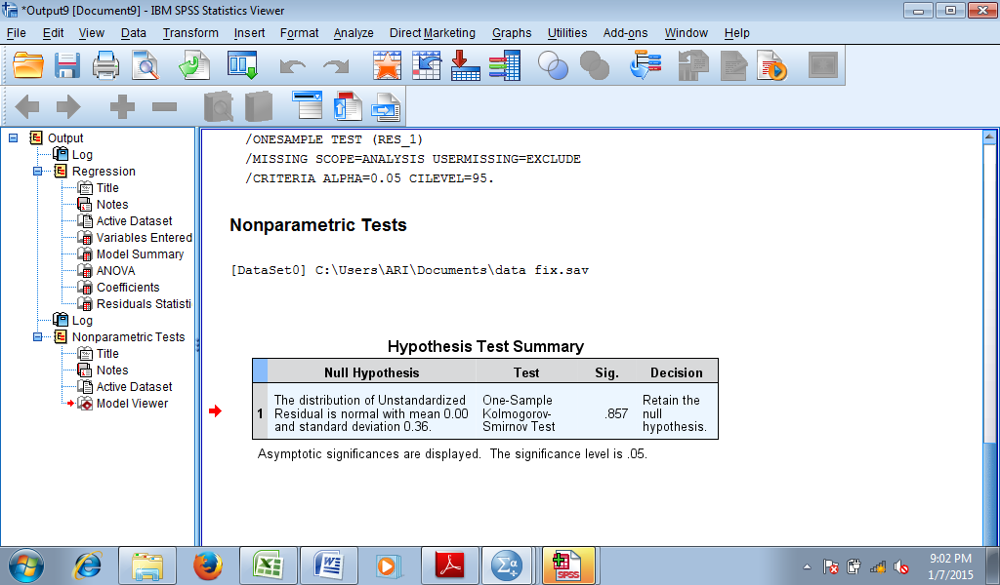 *Output9 [Document9] - IBM SPSS Statistics Viewer
File Edit View Data Transform Insert Format Analyze Direct Marketing Graphs Utilities Add-ons Window Help
Output
Log
Regression
Title
Notes
Active Dataset
Variables Entered
Model Summary
ANOVA
Coefficients
Residuals Statisti
Log
Nonparametric Tests
Title
Notes
Active Dataset
Model Viewer
/ONESAMPLE TEST (RES_1)
/MISSING SCOPE=ANALYSIS USERMISSING=EXCLUDE
/CRITERIA ALPHA=0.05 CILEVEL=95.
Nonparametric Tests
[DataSet0] C:\Users\ARI\Documents\data fix.sav
Hypothesis Test Summary
Null Hypothesis Test Sig. Decision
1
The distribution of Unstandardized
Residual is normal with mean 0.00
and standard deviation 0.36.
One-Sample
Kolmogorov-
Smirnov Test
.857
Retain the
null
hypothesis.
Asymptotic significances are displayed. The significance level is .05.
Σα
SPSS
9:02 PM
1/7/2015